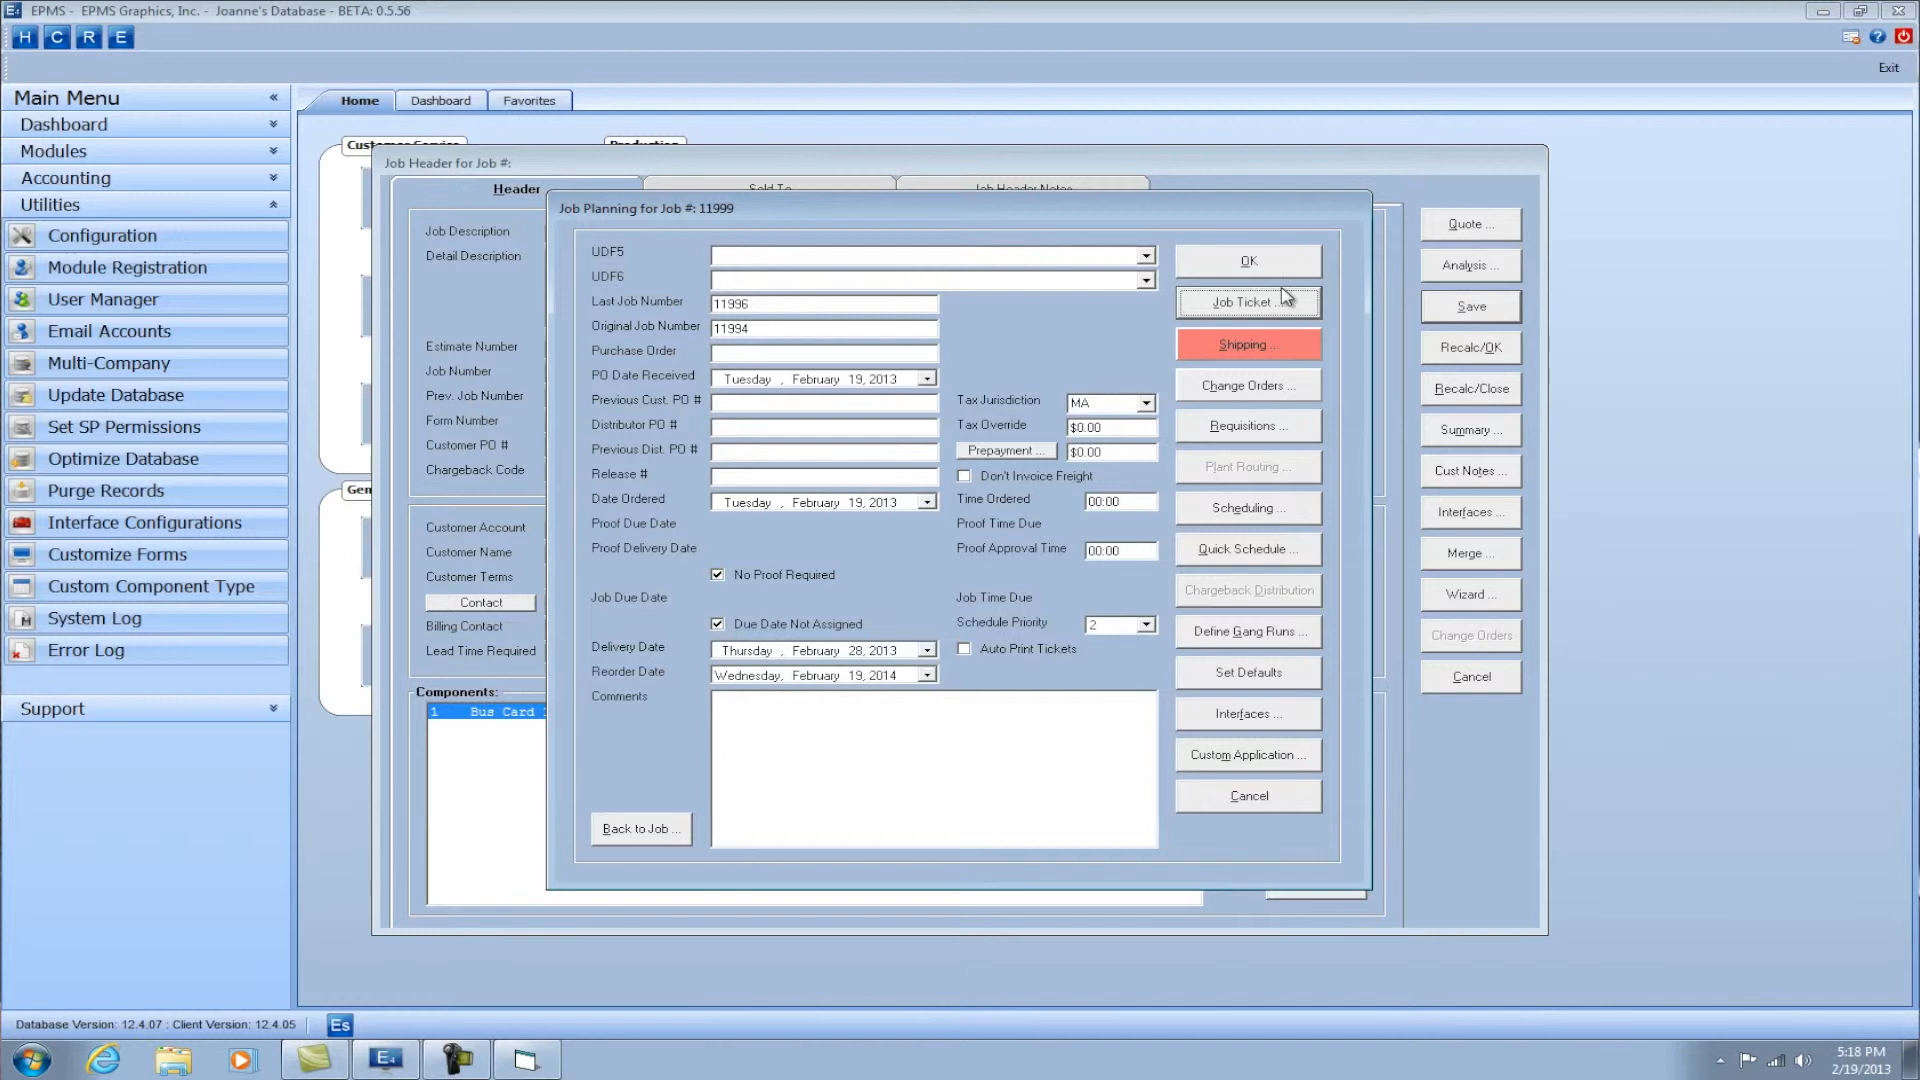 EPMS - EPMS Graphics, Inc. - Joanne's Database - BETA: 0.5.56
H C R E
Exit
Main Menu
Dashboard
Modules
Accounting
Utilities
Configuration
Module Registration
User Manager
Email Accounts
Multi-Company
Update Database
Set SP Permissions
Optimize Database
Purge Records
Interface Configurations
Customize Forms
Custom Component Type
System Log
Error Log
Support
Home Dashboard Favorites
Customer Service Production
Gen
Job Header for Job #:
Header Sold To Job Header Notes
Job Description
Detail Description
Estimate Number
Job Number
Prev. Job Number
Form Number
Customer PO #
Chargeback Code
Customer Account
Customer Name
Customer Terms
Contact
Billing Contact
Lead Time Required
Components:
1 Bus Card
Job Planning for Job #: 11999
UDF5
UDF6
Last Job Number 11996
Original Job Number 11994
Purchase Order
PO Date Received Tuesday , February 19, 2013
Previous Cust. PO # Tax Jurisdiction MA
Distributor PO # Tax Override $0.00
Previous Dist. PO # Prepayment ... $0.00
Release # Don't Invoice Freight
Date Ordered Tuesday , February 19, 2013 Time Ordered 00:00
Proof Due Date Proof Time Due
Proof Delivery Date Proof Approval Time 00:00
No Proof Required
Job Due Date Job Time Due
Due Date Not Assigned Schedule Priority 2
Delivery Date Thursday , February 28, 2013 Auto Print Tickets
Reorder Date Wednesday, February 19, 2014
Comments
Back to Job ...
OK
Job Ticket ...
Shipping ...
Change Orders ...
Requisitions ...
Plant Routing ...
Scheduling ...
Quick Schedule ...
Chargeback Distribution
Define Gang Runs ...
Set Defaults
Interfaces ...
Custom Application ...
Cancel
Quote ...
Analysis ...
Save
Recalc/OK
Recalc/Close
Summary ...
Cust Notes ...
Interfaces ...
Merge ...
Wizard ...
Change Orders
Cancel
Database Version: 12.4.07 : Client Version: 12.4.05 Es
5:18 PM
2/19/2013